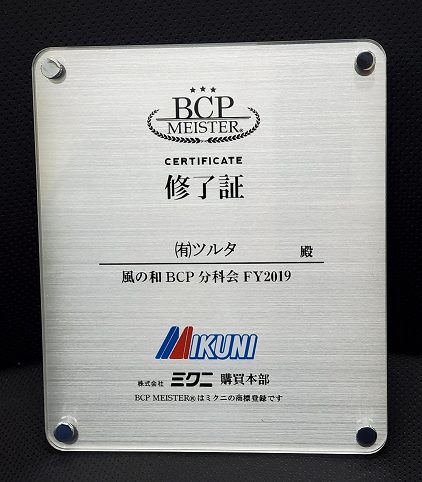 ★★★
BCP
MEISTER®
CERTIFICATE
修了証
㈲ツルタ 殿
風の和 BCP 分科会 FY2019
MIKUNI
株式会社 ミクニ 購買本部
BCP MEISTER®はミクニの商標登録です